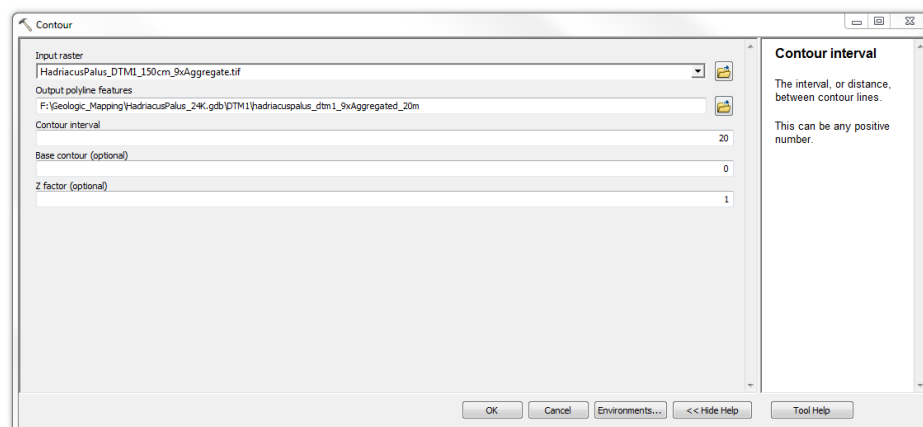 Contour
Input raster
HadriacusPalus_DTM1_150cm_9xAggregate.tif
Output polyline features
F:\Geologic_Mapping\HadriacusPalus_24K.gdb\DTM1\hadriacuspalus_dtm1_9xAggregated_20m
Contour interval
20
Base contour (optional)
0
Z factor (optional)
1
Contour interval
The interval, or distance,
between contour lines.
This can be any positive
number.
OK
Cancel
Environments...
<< Hide Help
Tool Help